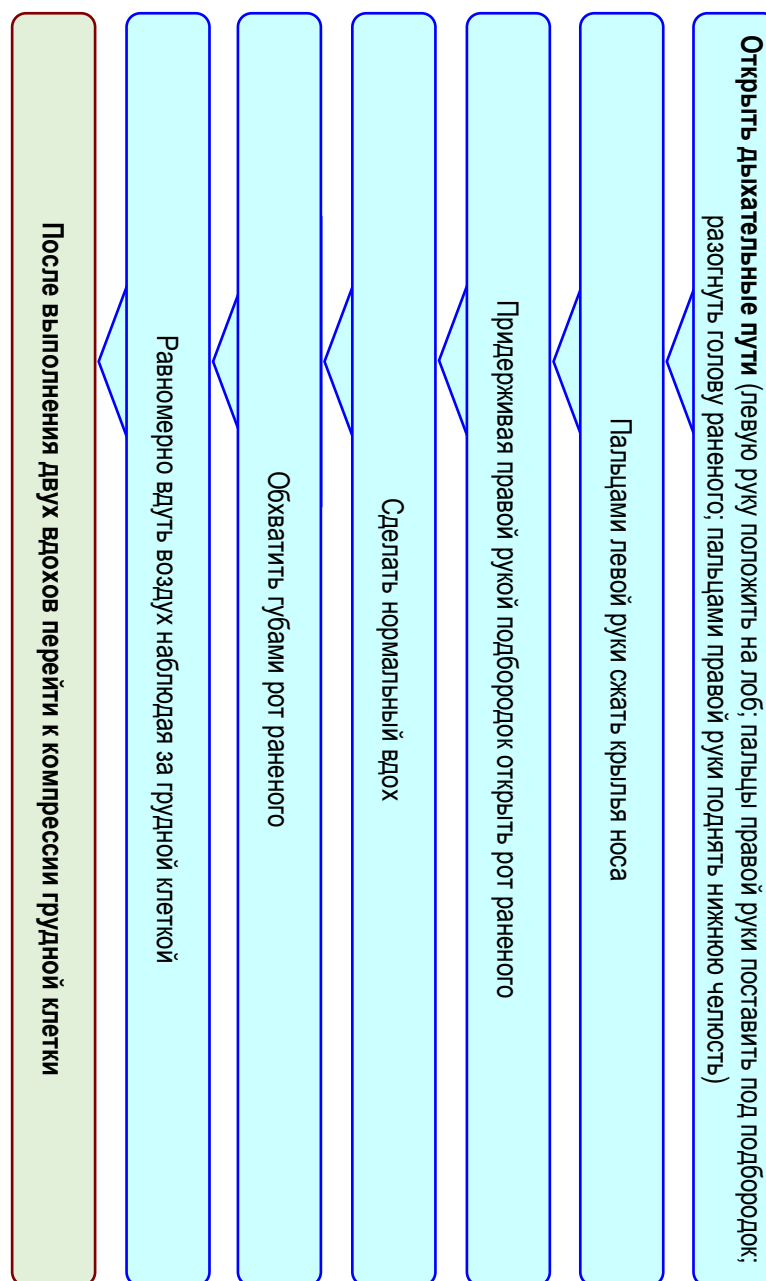 Открыть дыхательные пути (левую руку положить на лоб; пальцы правой руки поставить под подбородок;
разогнуть голову раненого; пальцами правой руки поднять нижнюю челюсть)
Пальцами левой руки сжать крылья носа
Придерживая правой рукой подбородок открыть рот раненого
Сделать нормальный вдох
Обхватить губами рот раненого
Равномерно вдуть воздух наблюдая за грудной клеткой
После выполнения двух вдохов перейти к компрессии грудной клетки